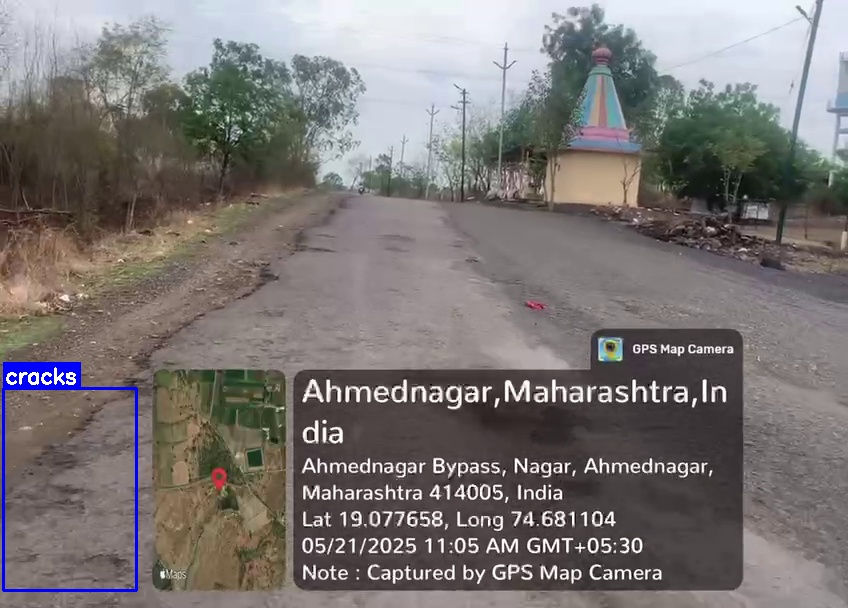 GPS Map Camera
cracks
Ahmednagar,Maharashtra,In
dia
Ahmednagar Bypass, Nagar, Ahmednagar,
Maharashtra 414005, India
Lat 19.077658, Long 74.681104
05/21/2025 11:05 AM GMT+05:30
Note : Captured by GPS Map Camera
Maps